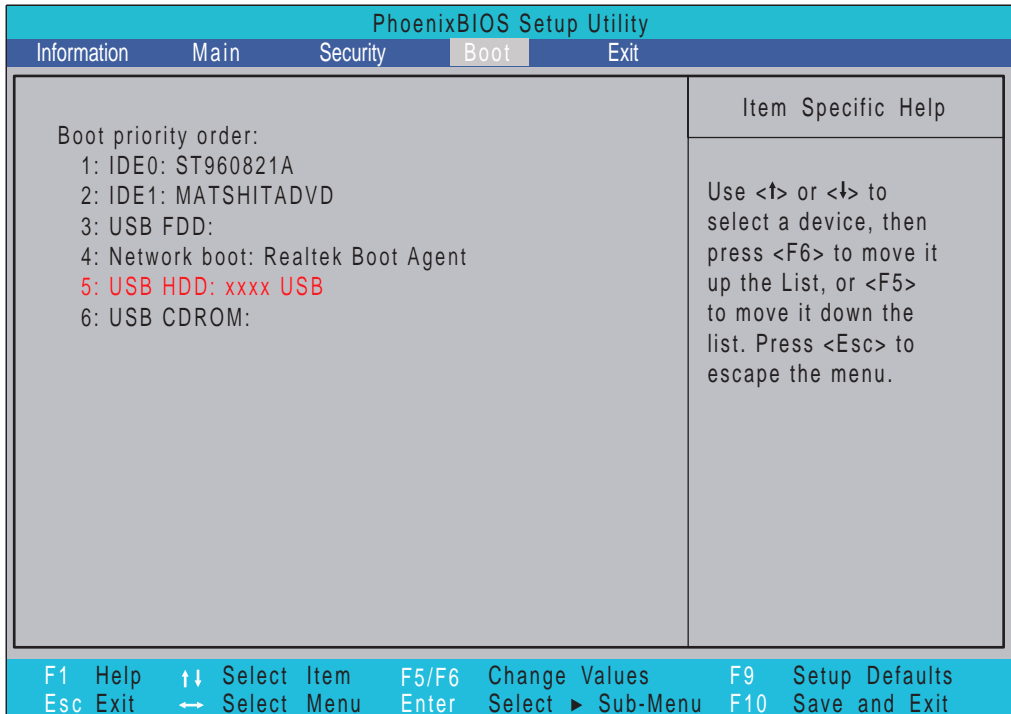 PhoenixBIOS Setup Utility
Information Main Security Boot Exit
Boot priority order:
1: IDE0: ST960821A
2: IDE1: MATSHITADVD
3: USB FDD:
4: Network boot: Realtek Boot Agent
5: USB HDD: xxxx USB
6: USB CDROM:
Item Specific Help
Use <↑> or <↓> to
select a device, then
press <F6> to move it
up the List, or <F5>
to move it down the
list. Press <Esc> to
escape the menu.
F1 Help ↑↓ Select Item F5/F6 Change Values F9 Setup Defaults
Esc Exit ↔ Select Menu Enter Select ► Sub-Menu F10 Save and Exit